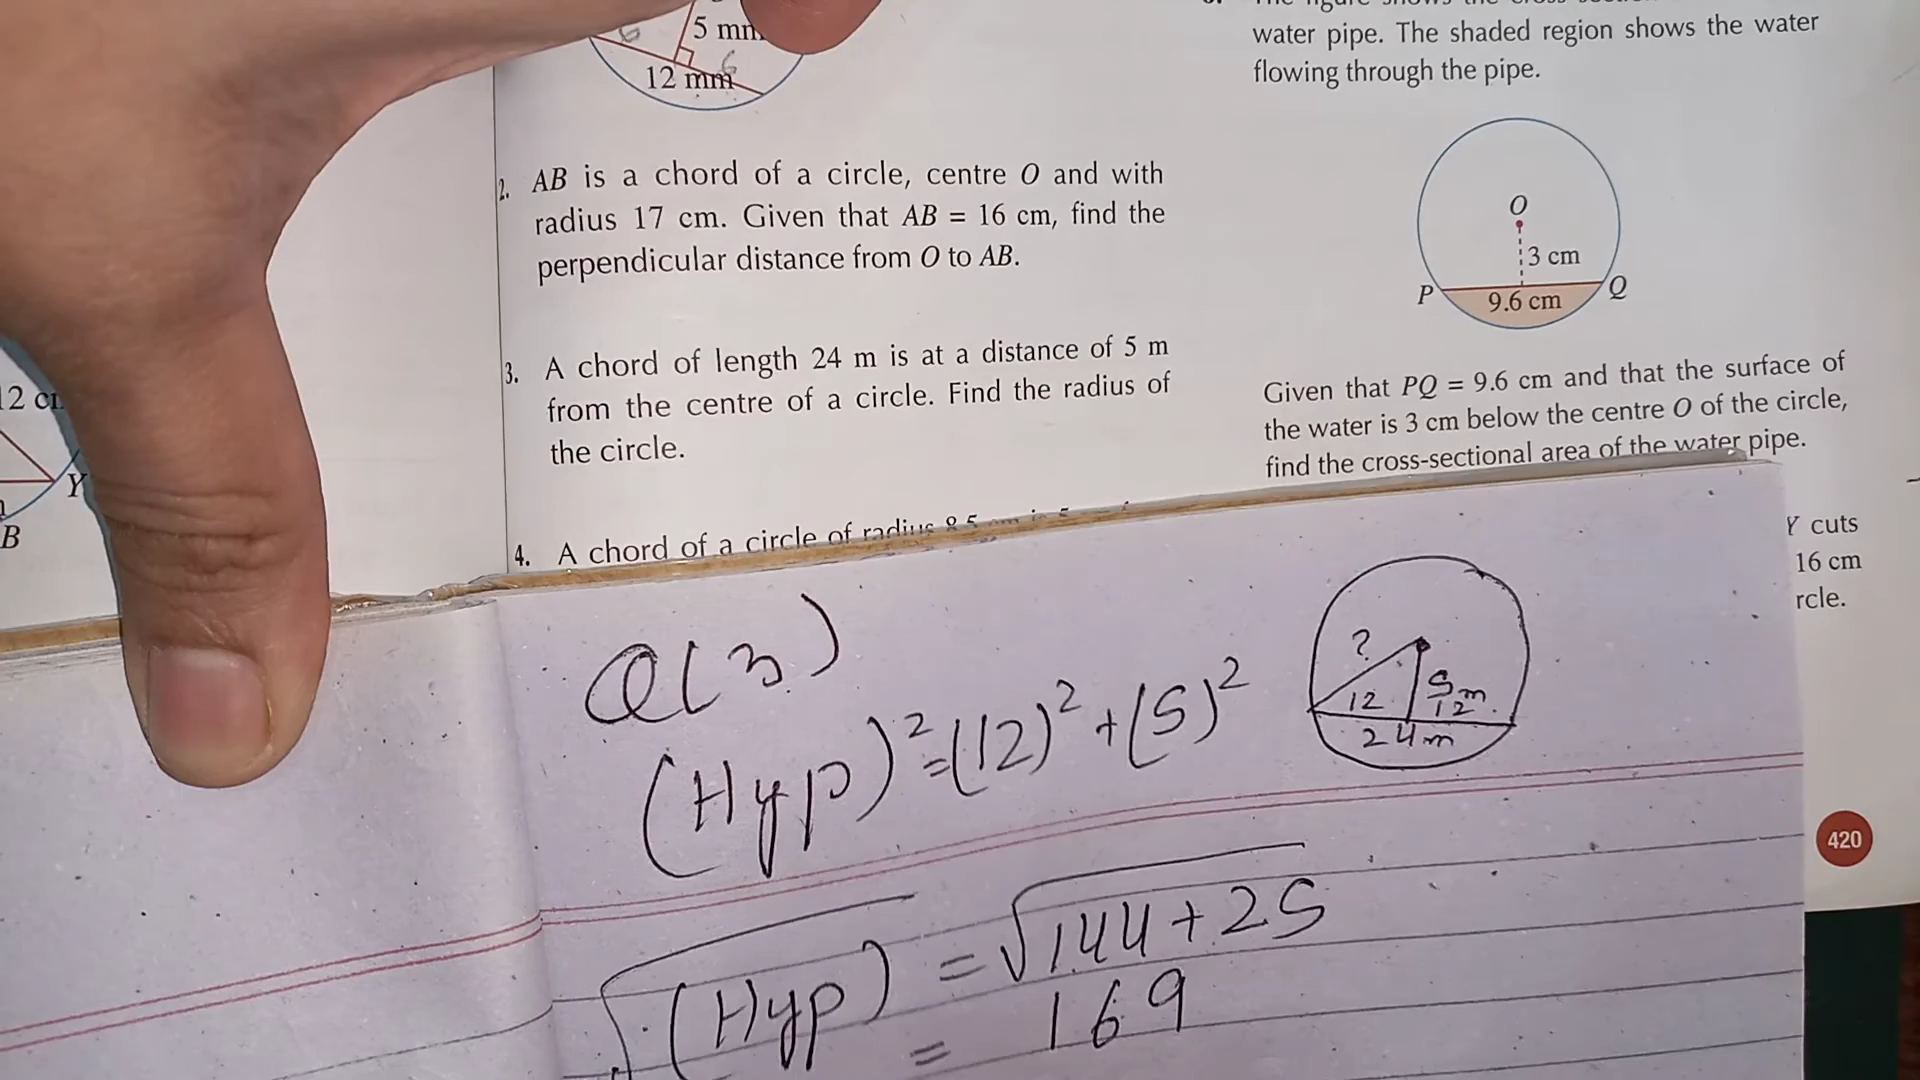 5 mm
6
12 mm
6
2. AB is a chord of a circle, centre O and with
radius 17 cm. Given that AB = 16 cm, find the
perpendicular distance from O to AB.
3. A chord of length 24 m is at a distance of 5 m
from the centre of a circle. Find the radius of
the circle.
4. A chord of a circle of radius 8.5
12
Y
B
water pipe. The shaded region shows the water
flowing through the pipe.
O
3 cm
P
9.6 cm
Q
Given that PQ = 9.6 cm and that the surface of
the water is 3 cm below the centre O of the circle,
find the cross-sectional area of the water pipe.
Y cuts
16 cm
rcle.
420
Q(3)
(Hyp)²=(12)²+(5)²
?
12
5m
12
24m
√(Hyp) = √144+25
= 169